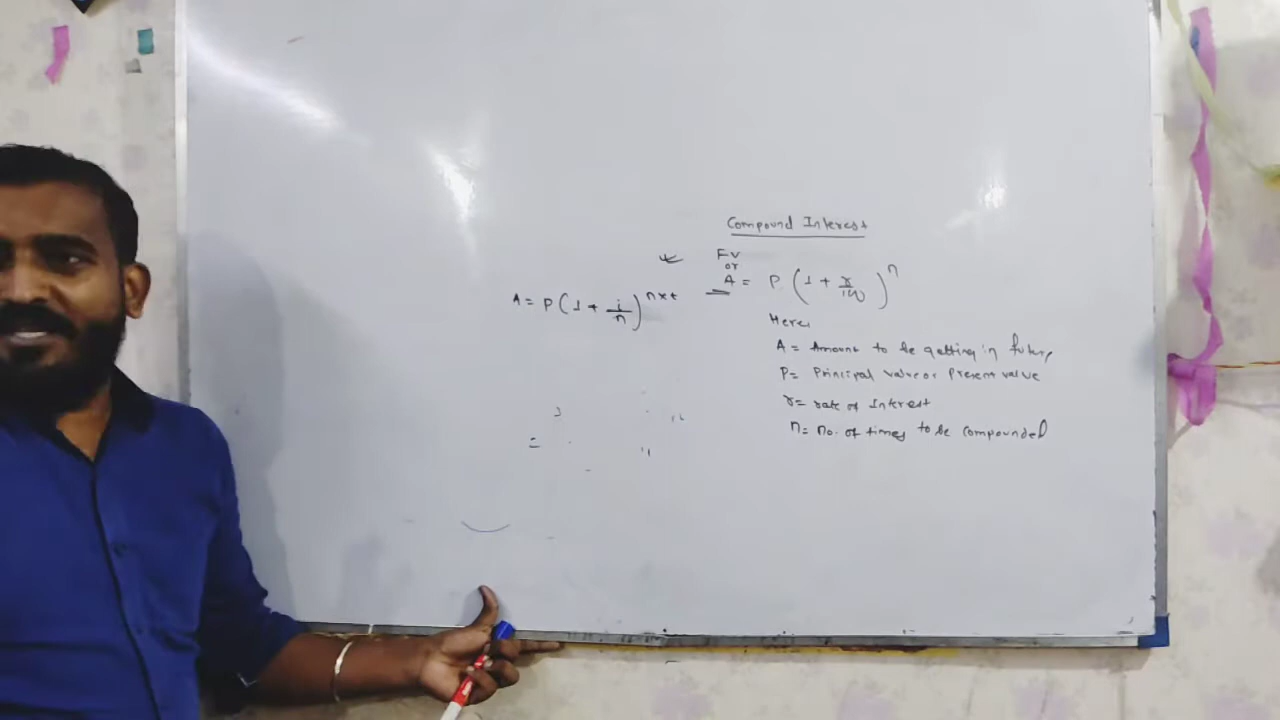 Compound Interest
FV
or
A = P (1 + r/100)^n
A = P (1 + i/n)^n×t
Here,
A = Amount to be getting in future
P = Principal value or Present value
r = rate of Interest
n = no. of times to be compounded